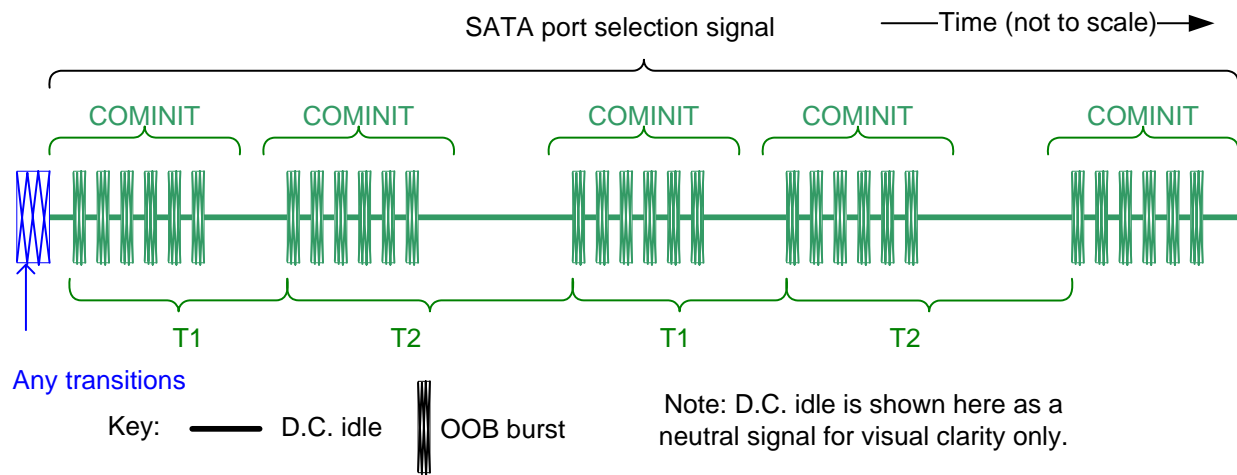 SATA port selection signal
Time (not to scale)
COMINIT
COMINIT
COMINIT
COMINIT
COMINIT
T1
T2
T1
T2
Any transitions
Key:
D.C. idle
OOB burst
Note: D.C. idle is shown here as a
neutral signal for visual clarity only.